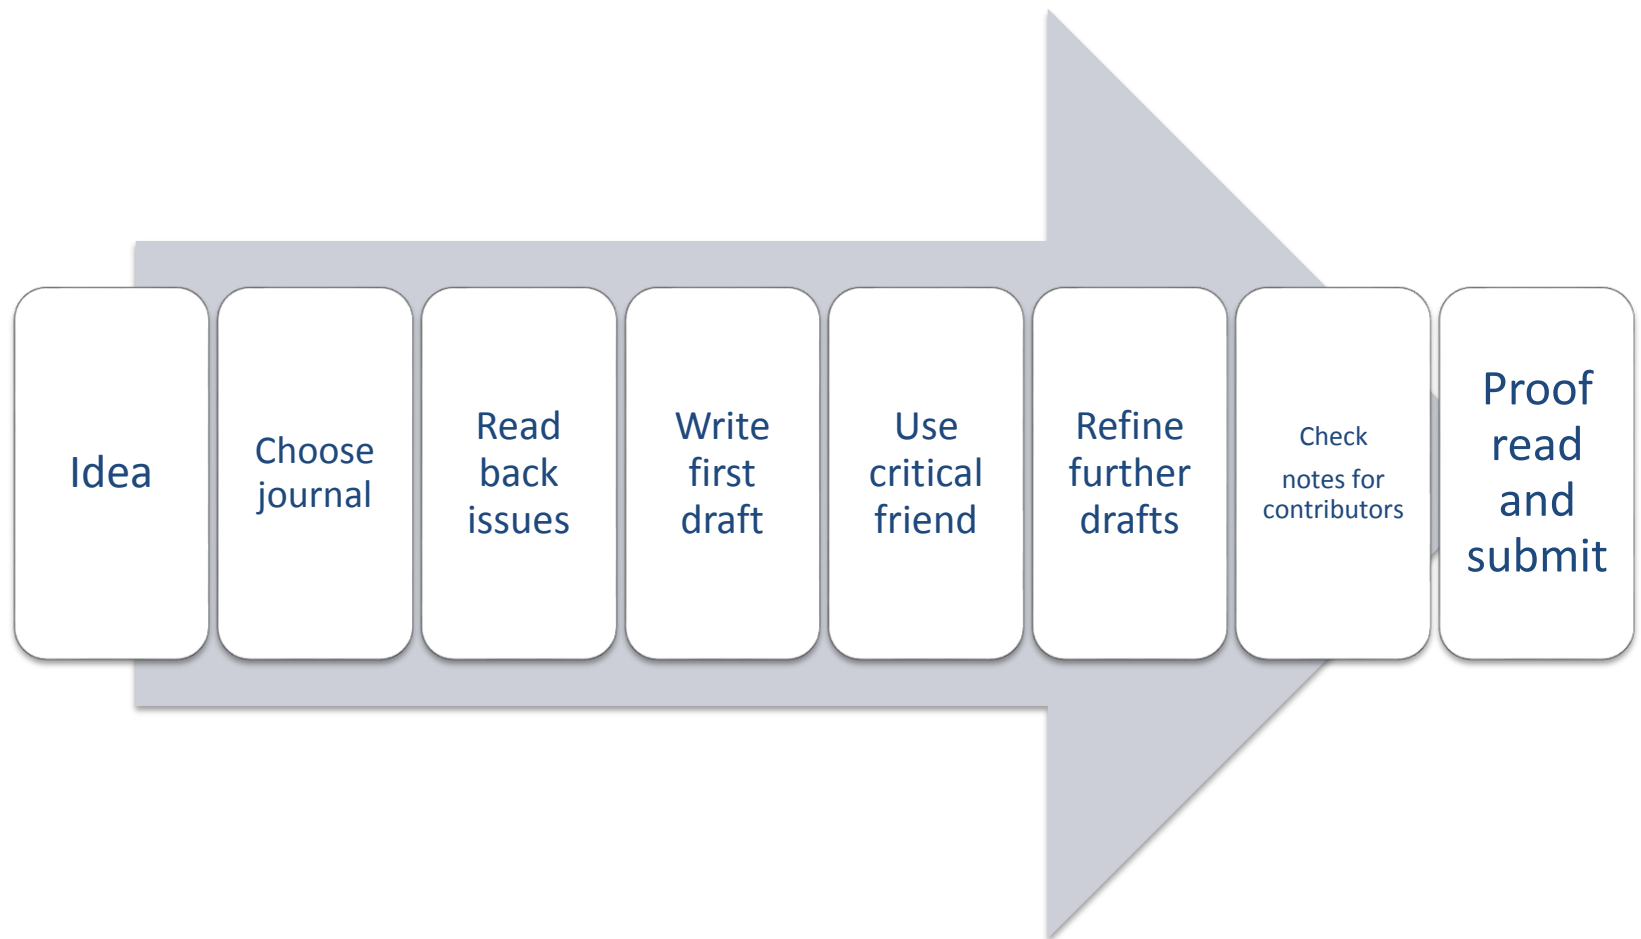 Idea
Choose
journal
Read
back
issues
Write
first
draft
Use
critical
friend
Refine
further
drafts
Check
notes for
contributors
Proof
read
and
submit